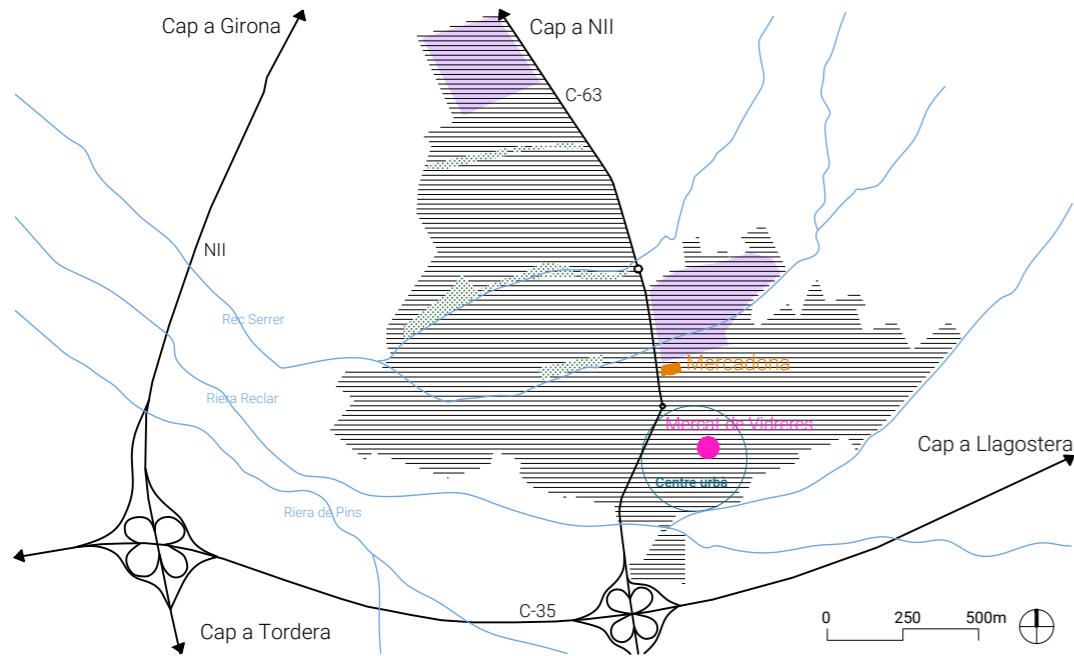 Cap a Girona
Cap a NII
C-63
NII
Rec Serrer
Mercadona
Riera Reclar
Mercat de Vidreres
Cap a Llagostera
Centre urbà
Riera de Pins
C-35
Cap a Tordera
0 250 500m